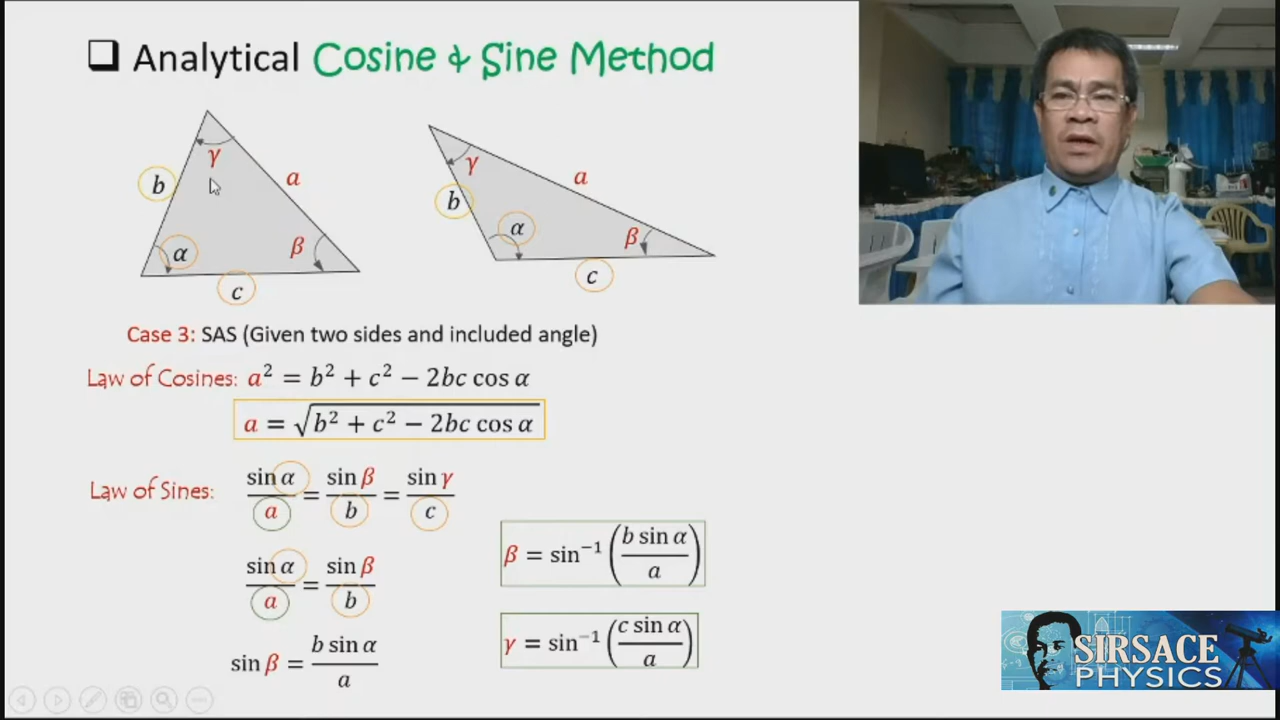 ❑ Analytical Cosine & Sine Method
γ
b
a
α
β
c
γ
a
b
α
β
c
Case 3: SAS (Given two sides and included angle)
Law of Cosines: a² = b² + c² − 2bc cos α
a = √(b² + c² − 2bc cos α)
Law of Sines: sin α / a = sin β / b = sin γ / c
sin α / a = sin β / b
sin β = b sin α / a
β = sin⁻¹ (b sin α / a)
γ = sin⁻¹ (c sin α / a)
SIRSACE
PHYSICS